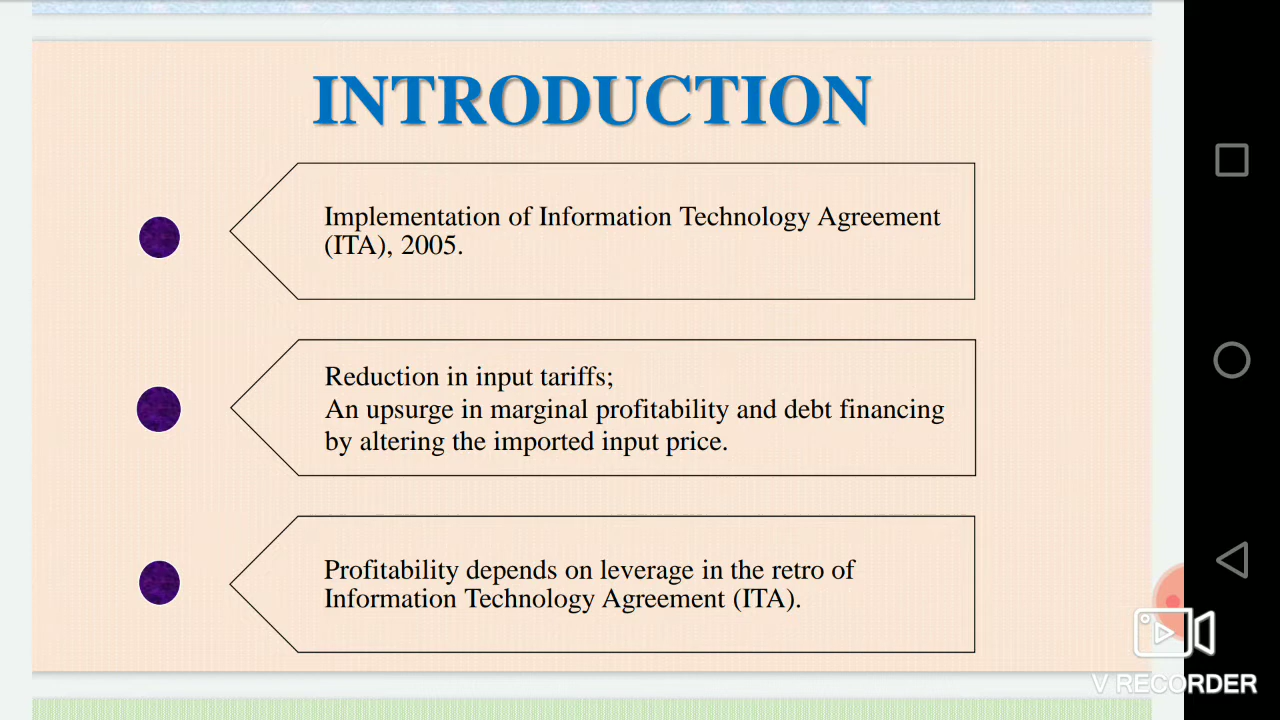 INTRODUCTION
Implementation of Information Technology Agreement
(ITA), 2005.
Reduction in input tariffs;
An upsurge in marginal profitability and debt financing
by altering the imported input price.
Profitability depends on leverage in the retro of
Information Technology Agreement (ITA).
V RECORDER